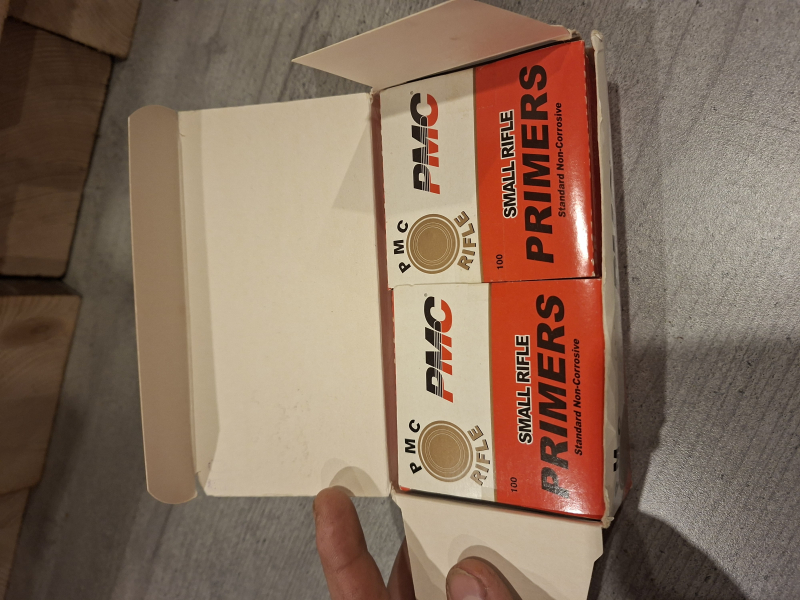 PMC
SMALL RIFLE
PRIMERS
Standard Non-Corrosive
PMC
RIFLE
100
PMC
SMALL RIFLE
PRIMERS
Standard Non-Corrosive
PMC
RIFLE
100